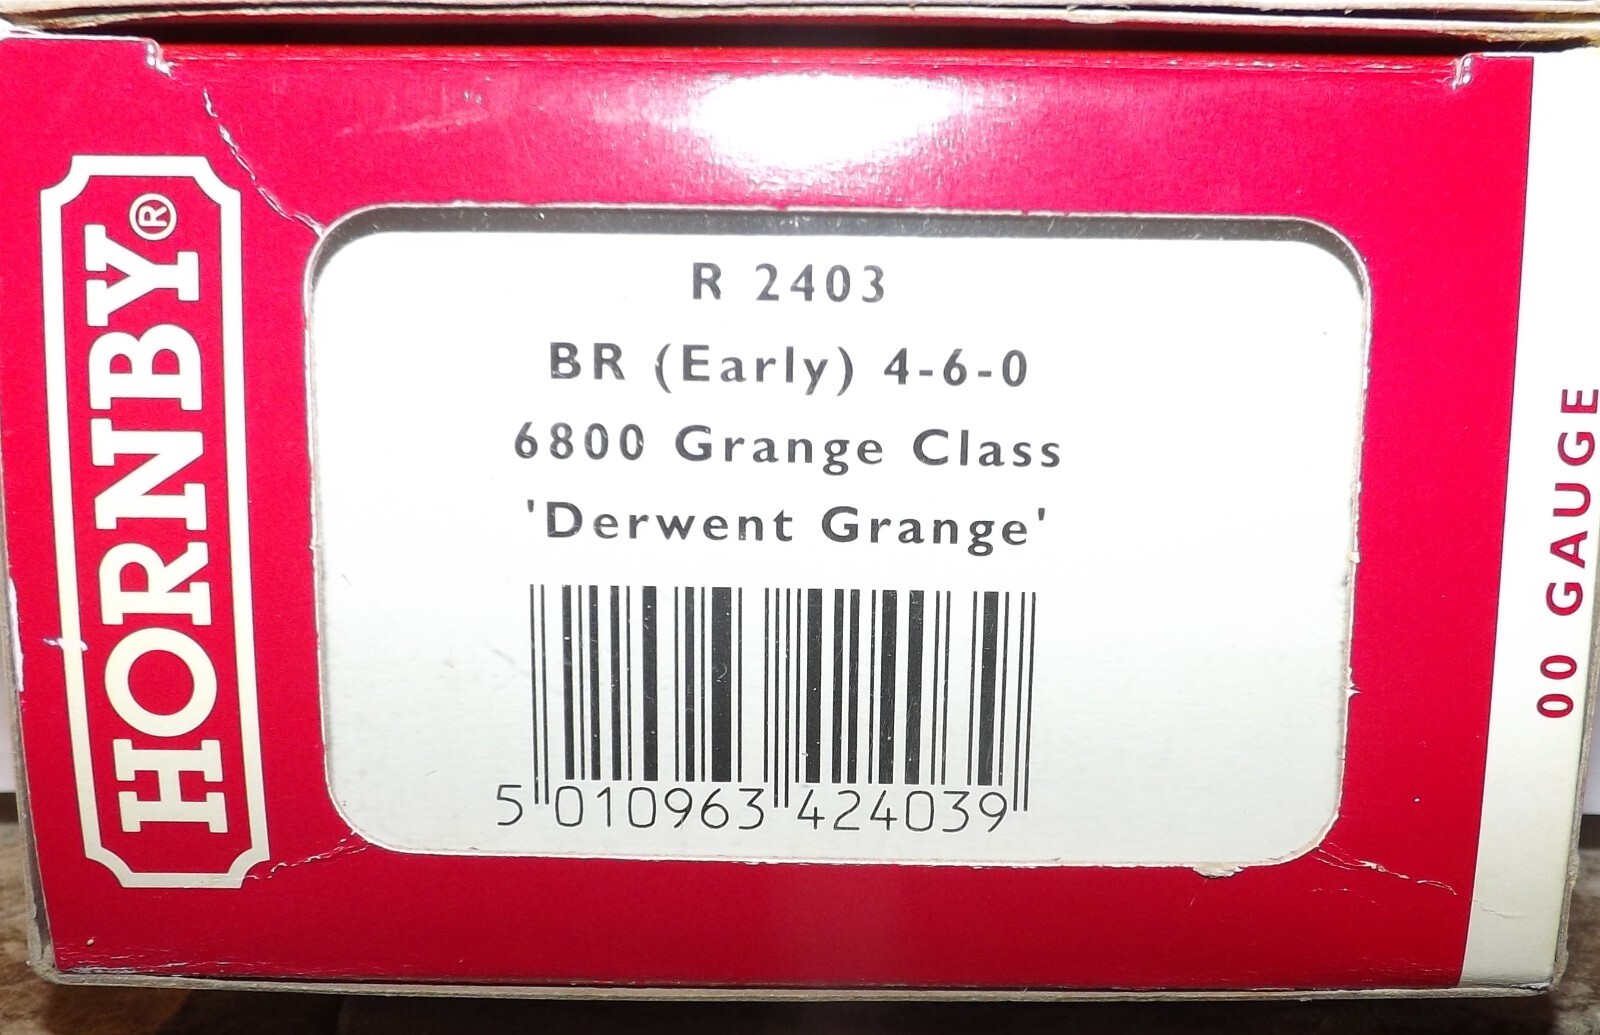 HORNBY®
R 2403
BR (Early) 4-6-0
6800 Grange Class
'Derwent Grange'
5 010963 424039
00 GAUGE